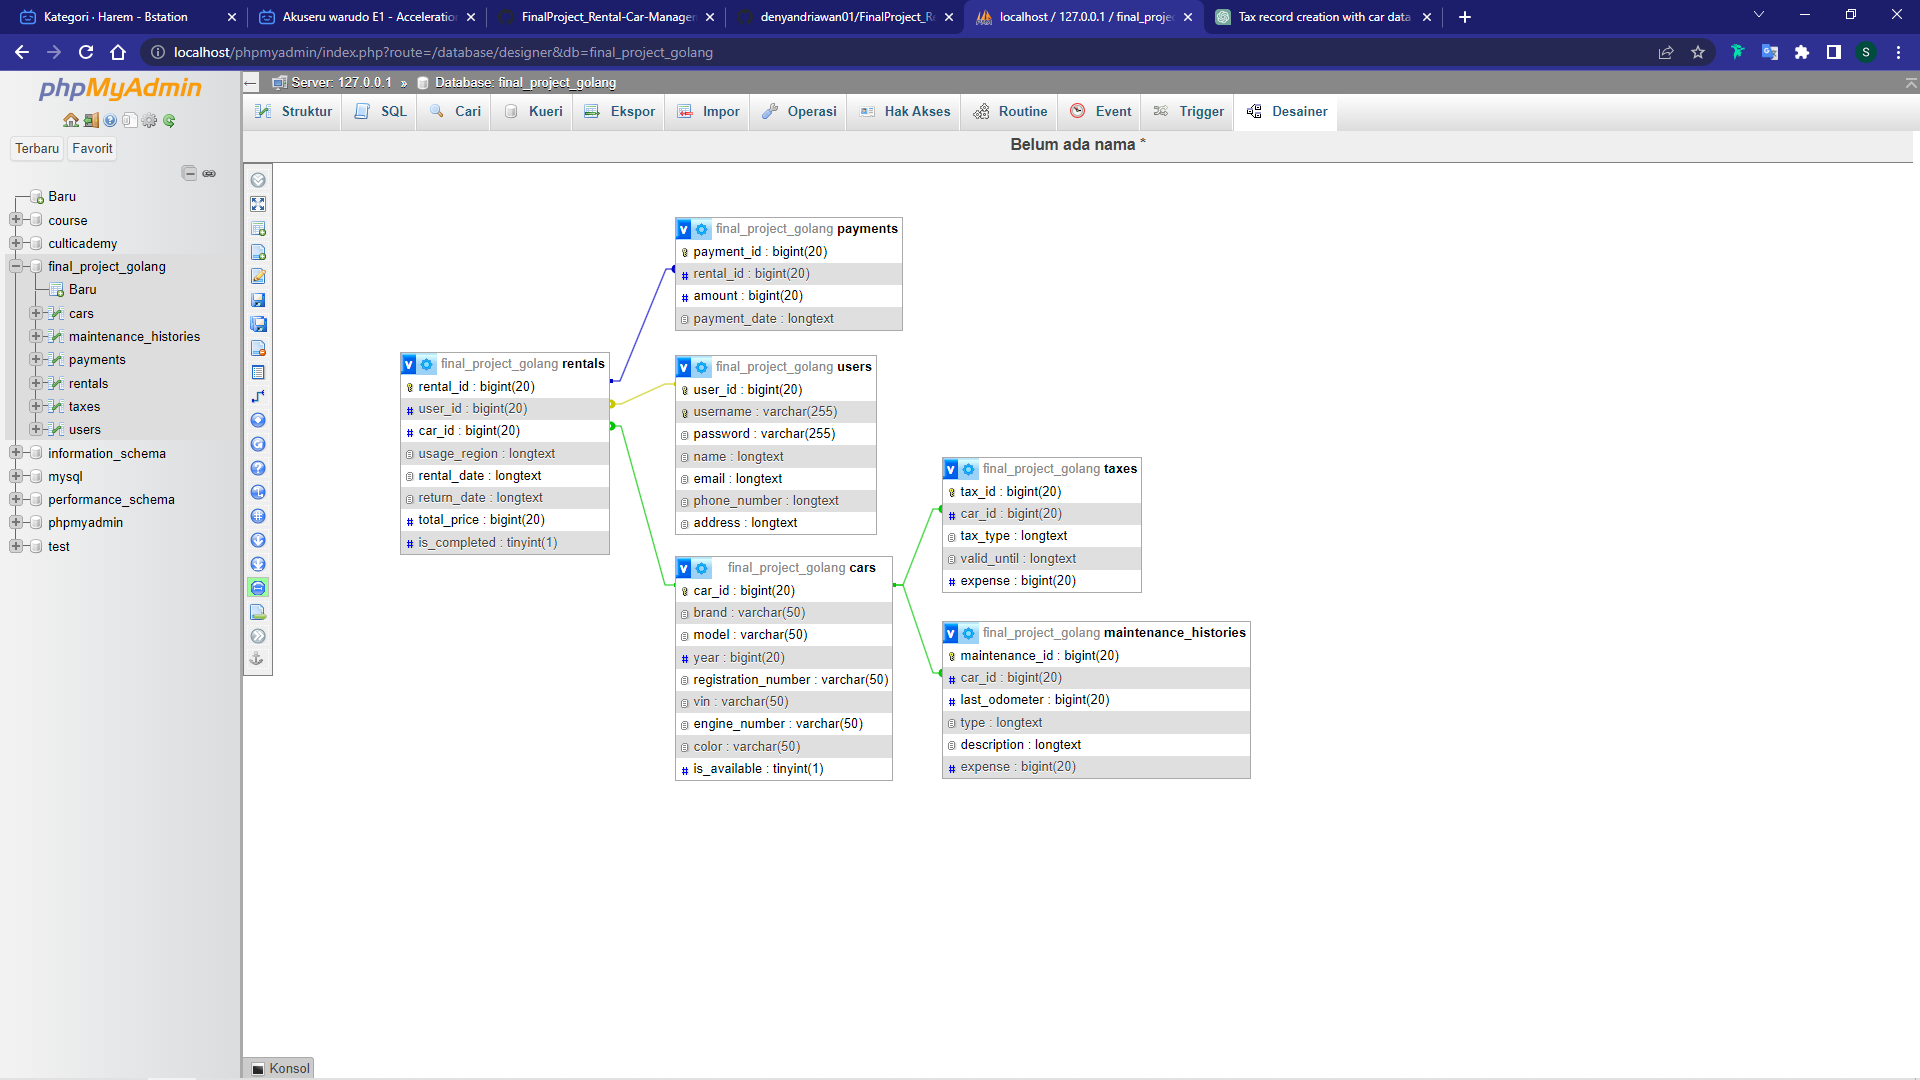 Kategori · Harem - Bstation
Akuseru warudo E1 - Acceleration
FinalProject_Rental-Car-Manager
denyandriawan01/FinalProject_Re
localhost / 127.0.0.1 / final_projec
Tax record creation with car data
localhost/phpmyadmin/index.php?route=/database/designer&db=final_project_golang
S
phpMyAdmin
Terbaru
Favorit
Baru
course
culticademy
final_project_golang
Baru
cars
maintenance_histories
payments
rentals
taxes
users
information_schema
mysql
performance_schema
phpmyadmin
test
Server: 127.0.0.1 » Database: final_project_golang
Struktur
SQL
Cari
Kueri
Ekspor
Impor
Operasi
Hak Akses
Routine
Event
Trigger
Desainer
Belum ada nama *
v final_project_golang payments
payment_id : bigint(20)
# rental_id : bigint(20)
# amount : bigint(20)
payment_date : longtext
v final_project_golang rentals
rental_id : bigint(20)
# user_id : bigint(20)
# car_id : bigint(20)
usage_region : longtext
rental_date : longtext
return_date : longtext
# total_price : bigint(20)
# is_completed : tinyint(1)
v final_project_golang users
user_id : bigint(20)
username : varchar(255)
password : varchar(255)
name : longtext
email : longtext
phone_number : longtext
address : longtext
v final_project_golang cars
car_id : bigint(20)
brand : varchar(50)
model : varchar(50)
# year : bigint(20)
registration_number : varchar(50)
vin : varchar(50)
engine_number : varchar(50)
color : varchar(50)
# is_available : tinyint(1)
v final_project_golang taxes
tax_id : bigint(20)
# car_id : bigint(20)
tax_type : longtext
valid_until : longtext
# expense : bigint(20)
v final_project_golang maintenance_histories
maintenance_id : bigint(20)
# car_id : bigint(20)
# last_odometer : bigint(20)
type : longtext
description : longtext
# expense : bigint(20)
Konsol